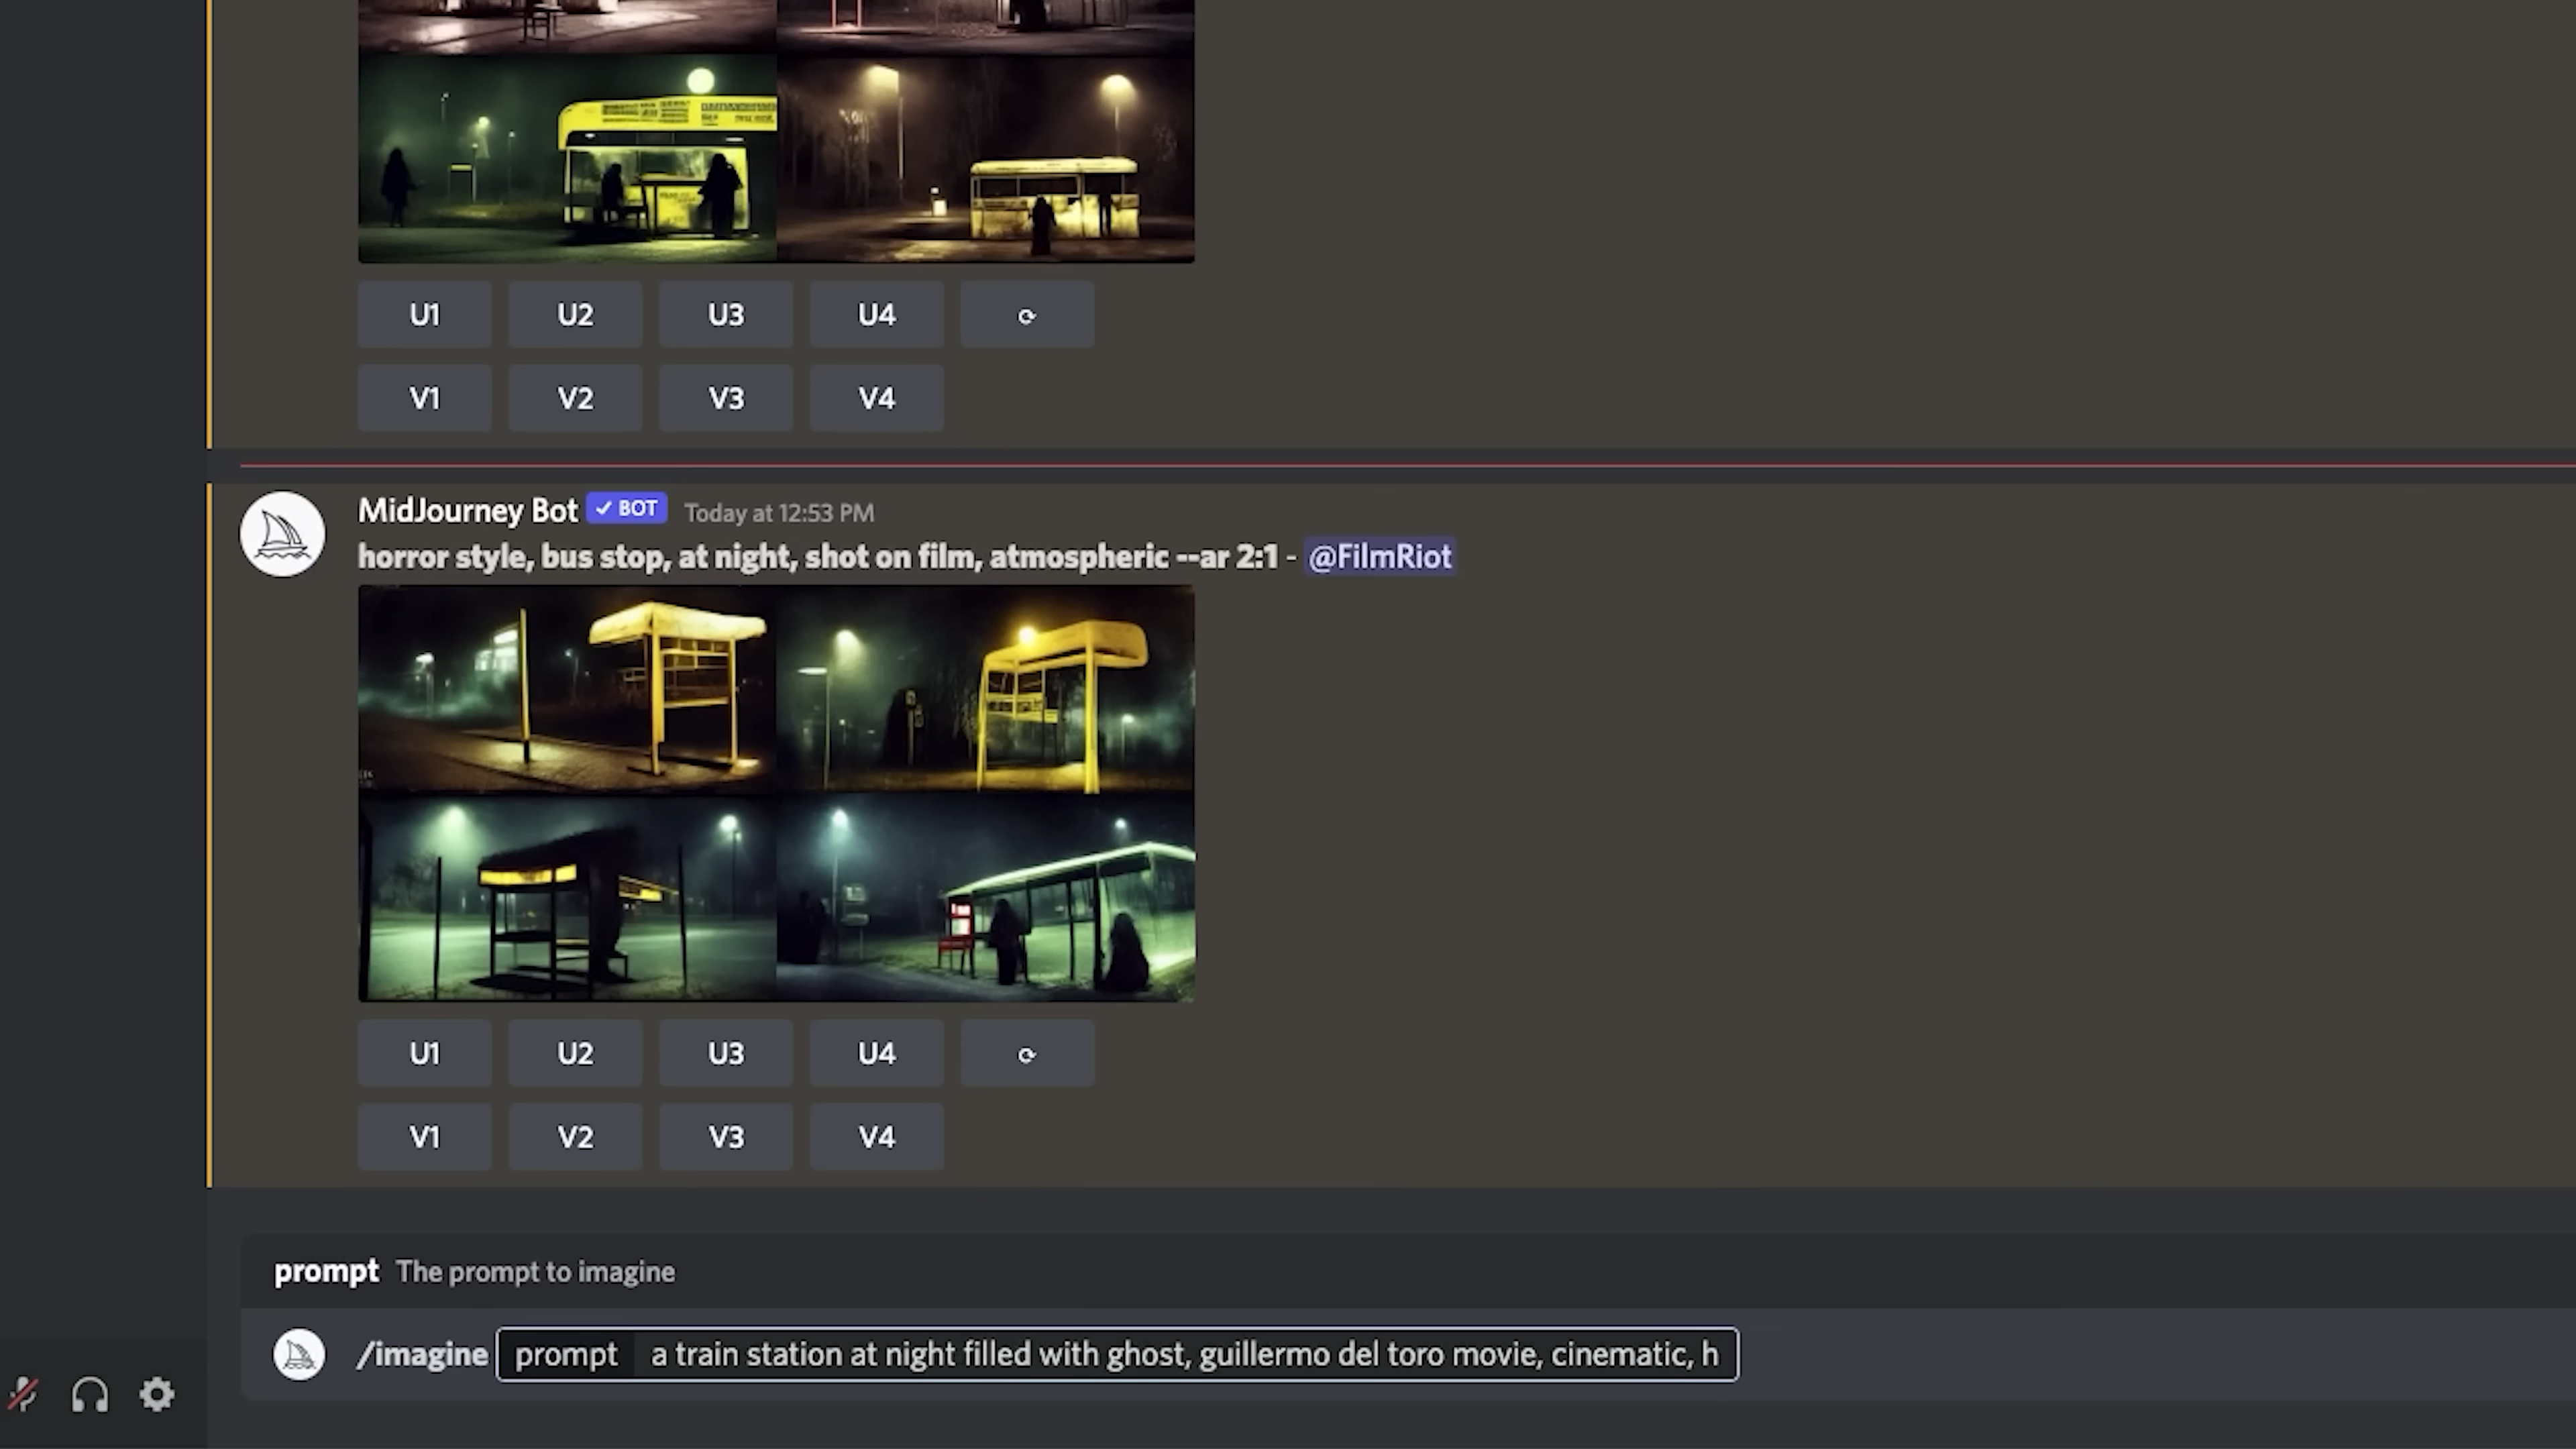 U1 U2 U3 U4
V1 V2 V3 V4
MidJourney Bot ✓ BOT Today at 12:53 PM
horror style, bus stop, at night, shot on film, atmospheric --ar 2:1 - @FilmRiot
U1 U2 U3 U4
V1 V2 V3 V4
prompt The prompt to imagine
/imagine prompt a train station at night filled with ghost, guillermo del toro movie, cinematic, h